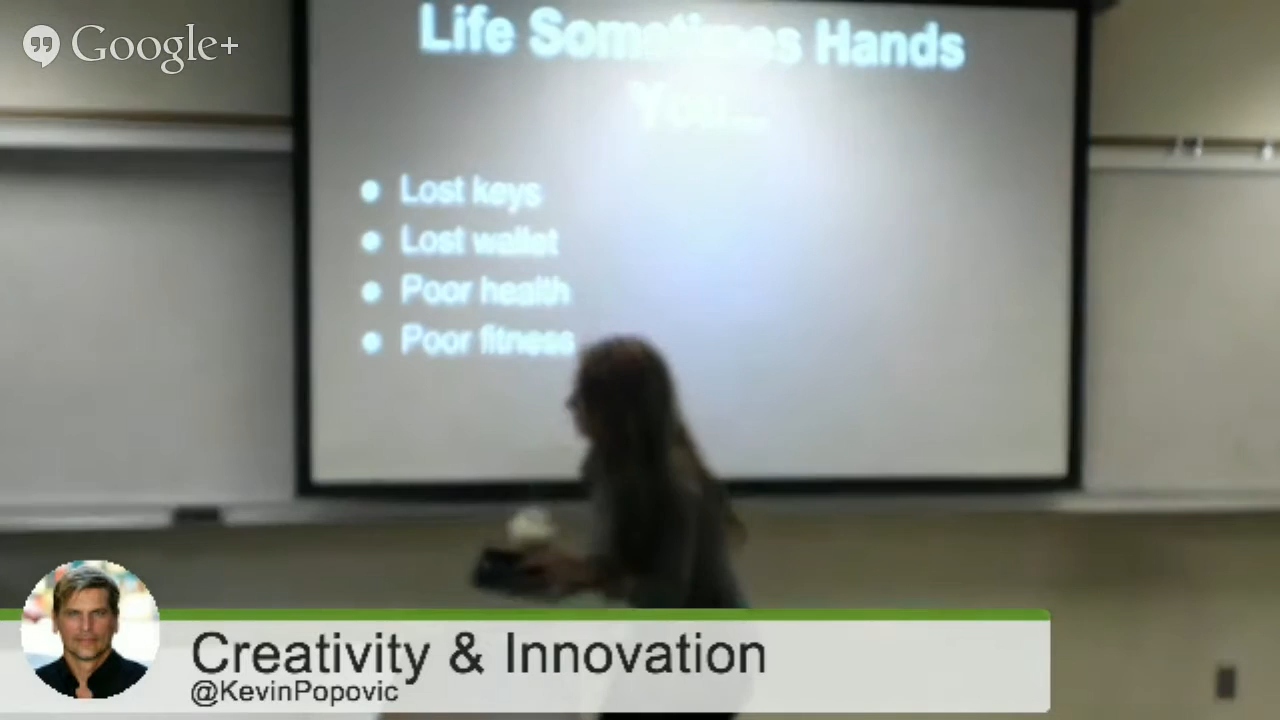 Google+
Life Sometimes Hands
You...
● Lost keys
● Lost wallet
● Poor health
● Poor fitness
Creativity & Innovation
@KevinPopovic